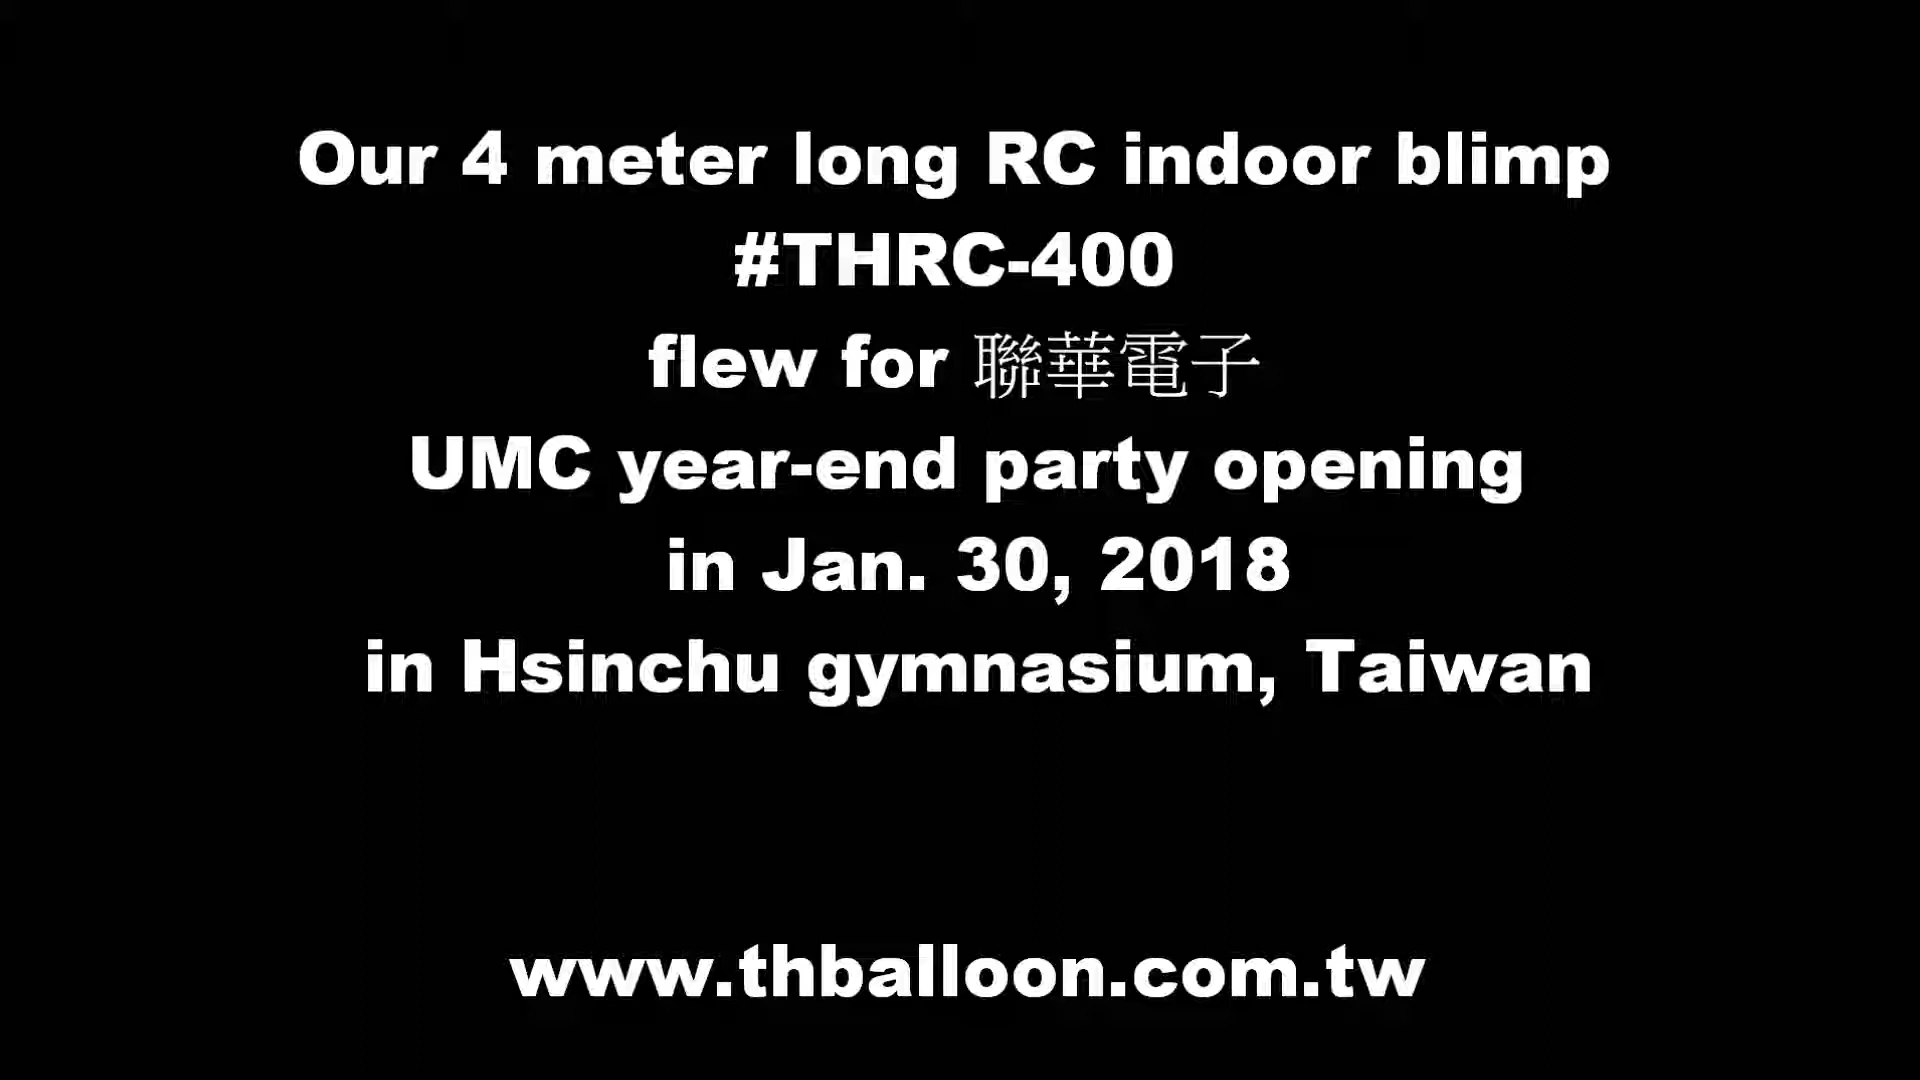 Our 4 meter long RC indoor blimp
#THRC-400
flew for 聯華電子
UMC year-end party opening
in Jan. 30, 2018
in Hsinchu gymnasium, Taiwan
www.thballoon.com.tw